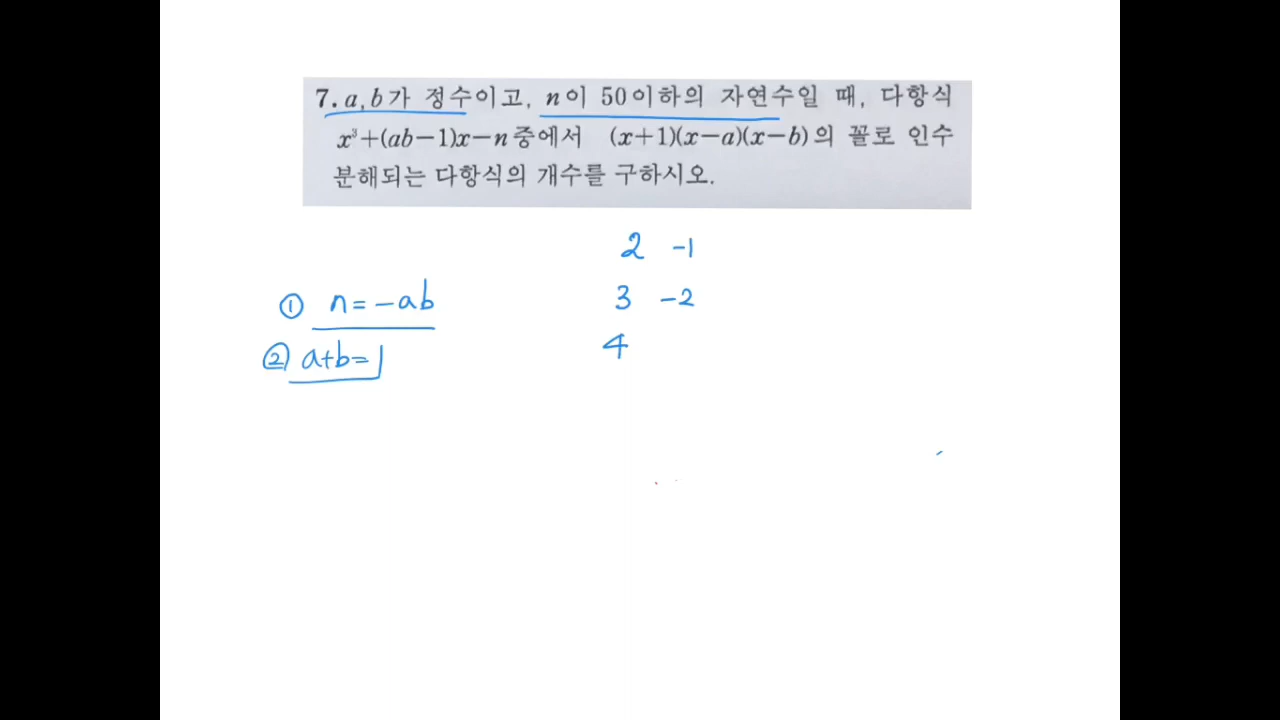 7. a, b가 정수이고, n이 50이하의 자연수일 때, 다항식
x³+(ab−1)x−n 중에서 (x+1)(x−a)(x−b)의 꼴로 인수
분해되는 다항식의 개수를 구하시오.
2 -1
① n = -ab
3 -2
② a+b=1
4